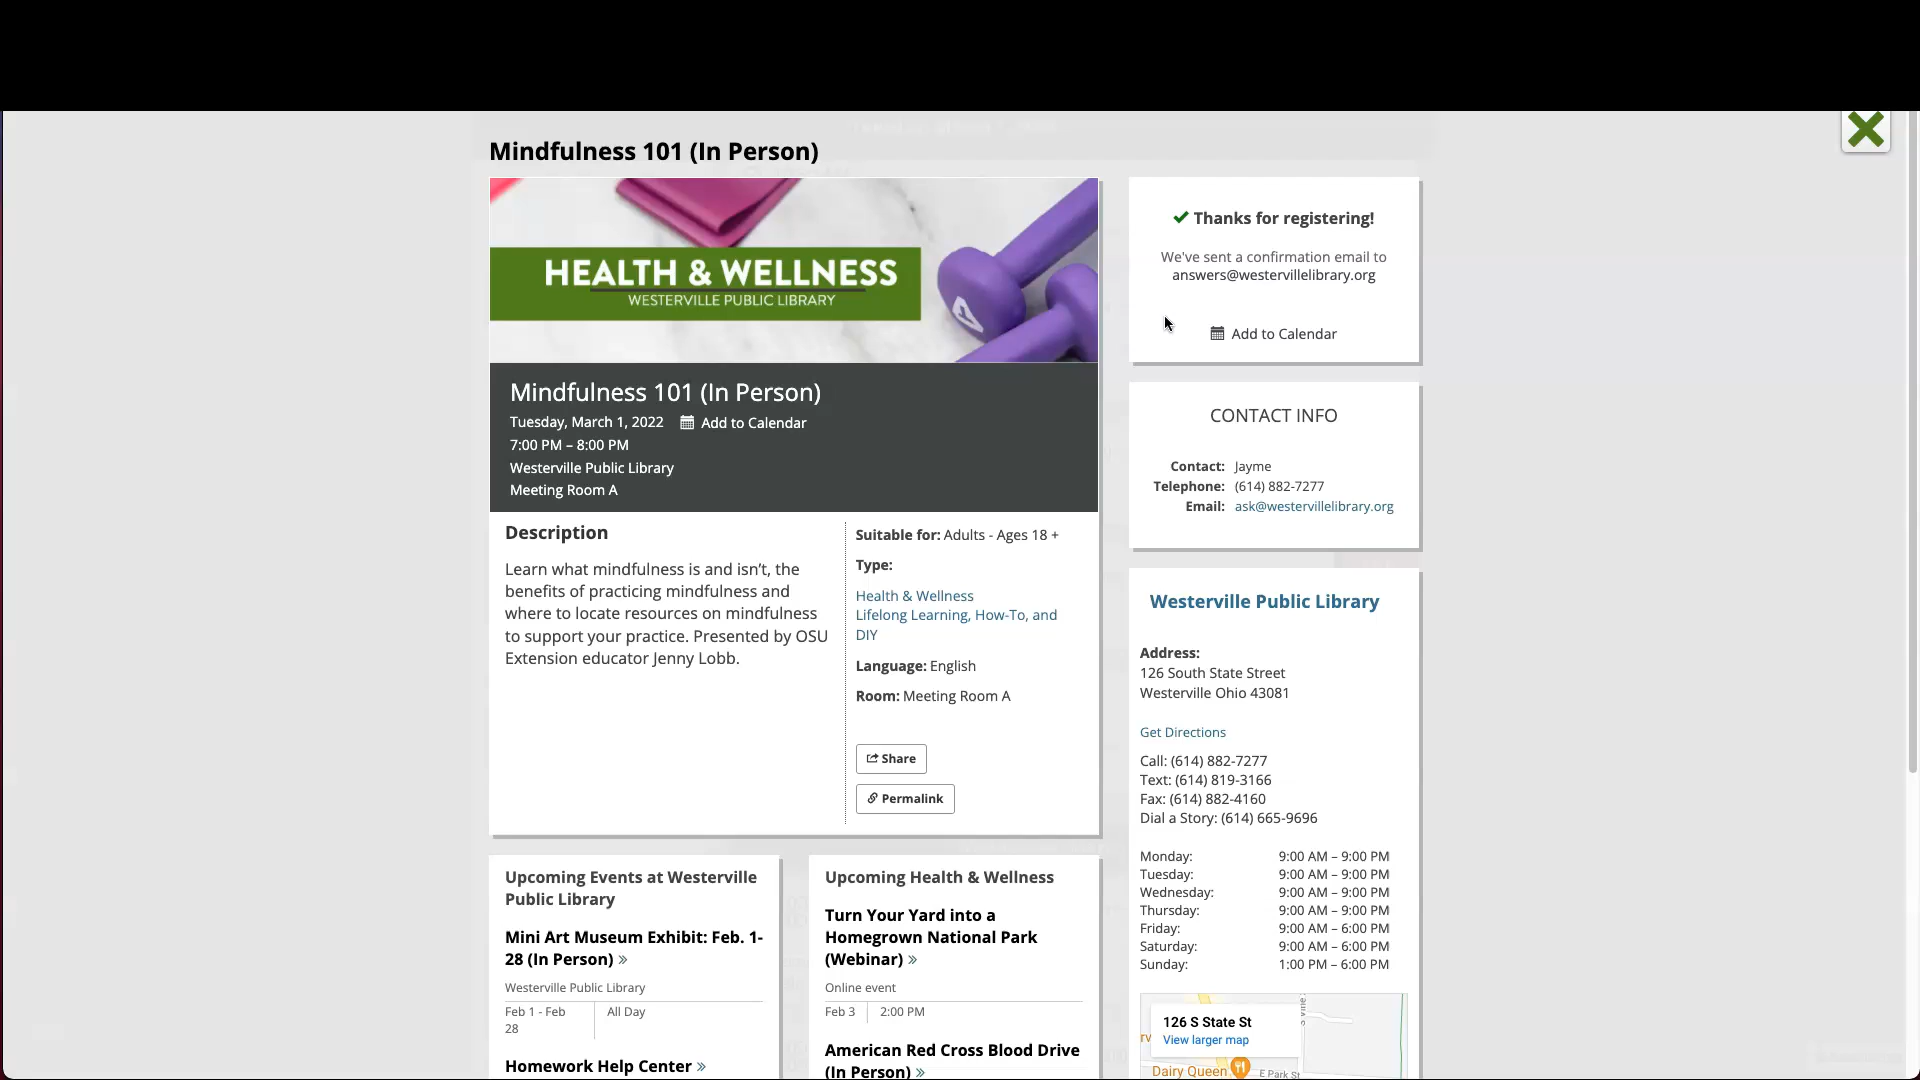 Mindfulness 101 (In Person)
HEALTH & WELLNESS
WESTERVILLE PUBLIC LIBRARY
Mindfulness 101 (In Person)
Tuesday, March 1, 2022 Add to Calendar
7:00 PM – 8:00 PM
Westerville Public Library
Meeting Room A
Description
Learn what mindfulness is and isn't, the
benefits of practicing mindfulness and
where to locate resources on mindfulness
to support your practice. Presented by OSU
Extension educator Jenny Lobb.
Suitable for: Adults - Ages 18 +
Type:
Health & Wellness
Lifelong Learning, How-To, and
DIY
Language: English
Room: Meeting Room A
Share
Permalink
Upcoming Events at Westerville
Public Library
Mini Art Museum Exhibit: Feb. 1-
28 (In Person) »
Westerville Public Library
Feb 1 - Feb
28
All Day
Homework Help Center »
Upcoming Health & Wellness
Turn Your Yard into a
Homegrown National Park
(Webinar) »
Online event
Feb 3 2:00 PM
American Red Cross Blood Drive
(In Person) »
Thanks for registering!
We've sent a confirmation email to
answers@westervillelibrary.org
Add to Calendar
CONTACT INFO
Contact: Jayme
Telephone: (614) 882-7277
Email: ask@westervillelibrary.org
Westerville Public Library
Address:
126 South State Street
Westerville Ohio 43081
Get Directions
Call: (614) 882-7277
Text: (614) 819-3166
Fax: (614) 882-4160
Dial a Story: (614) 665-9696
Monday: 9:00 AM – 9:00 PM
Tuesday: 9:00 AM – 9:00 PM
Wednesday: 9:00 AM – 9:00 PM
Thursday: 9:00 AM – 9:00 PM
Friday: 9:00 AM – 6:00 PM
Saturday: 9:00 AM – 6:00 PM
Sunday: 1:00 PM – 6:00 PM
126 S State St
View larger map
Dairy Queen
E Park St